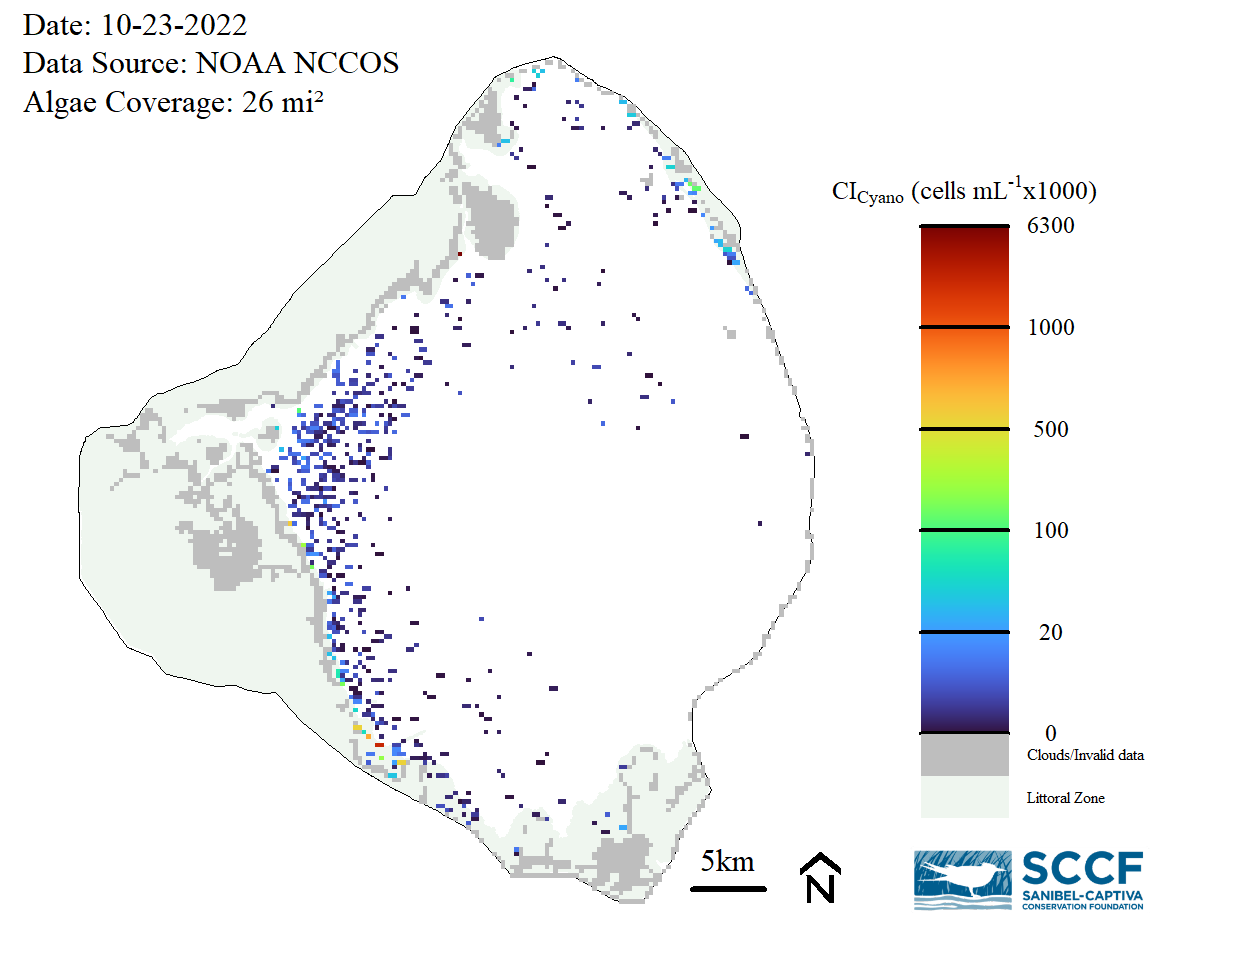 Date: 10-23-2022
Data Source: NOAA NCCOS
Algae Coverage: 26 mi²
CICyano (cells mL-1x1000)
6300
1000
500
100
20
0
Clouds/Invalid data
Littoral Zone
5km
N
SCCF
SANIBEL-CAPTIVA
CONSERVATION FOUNDATION